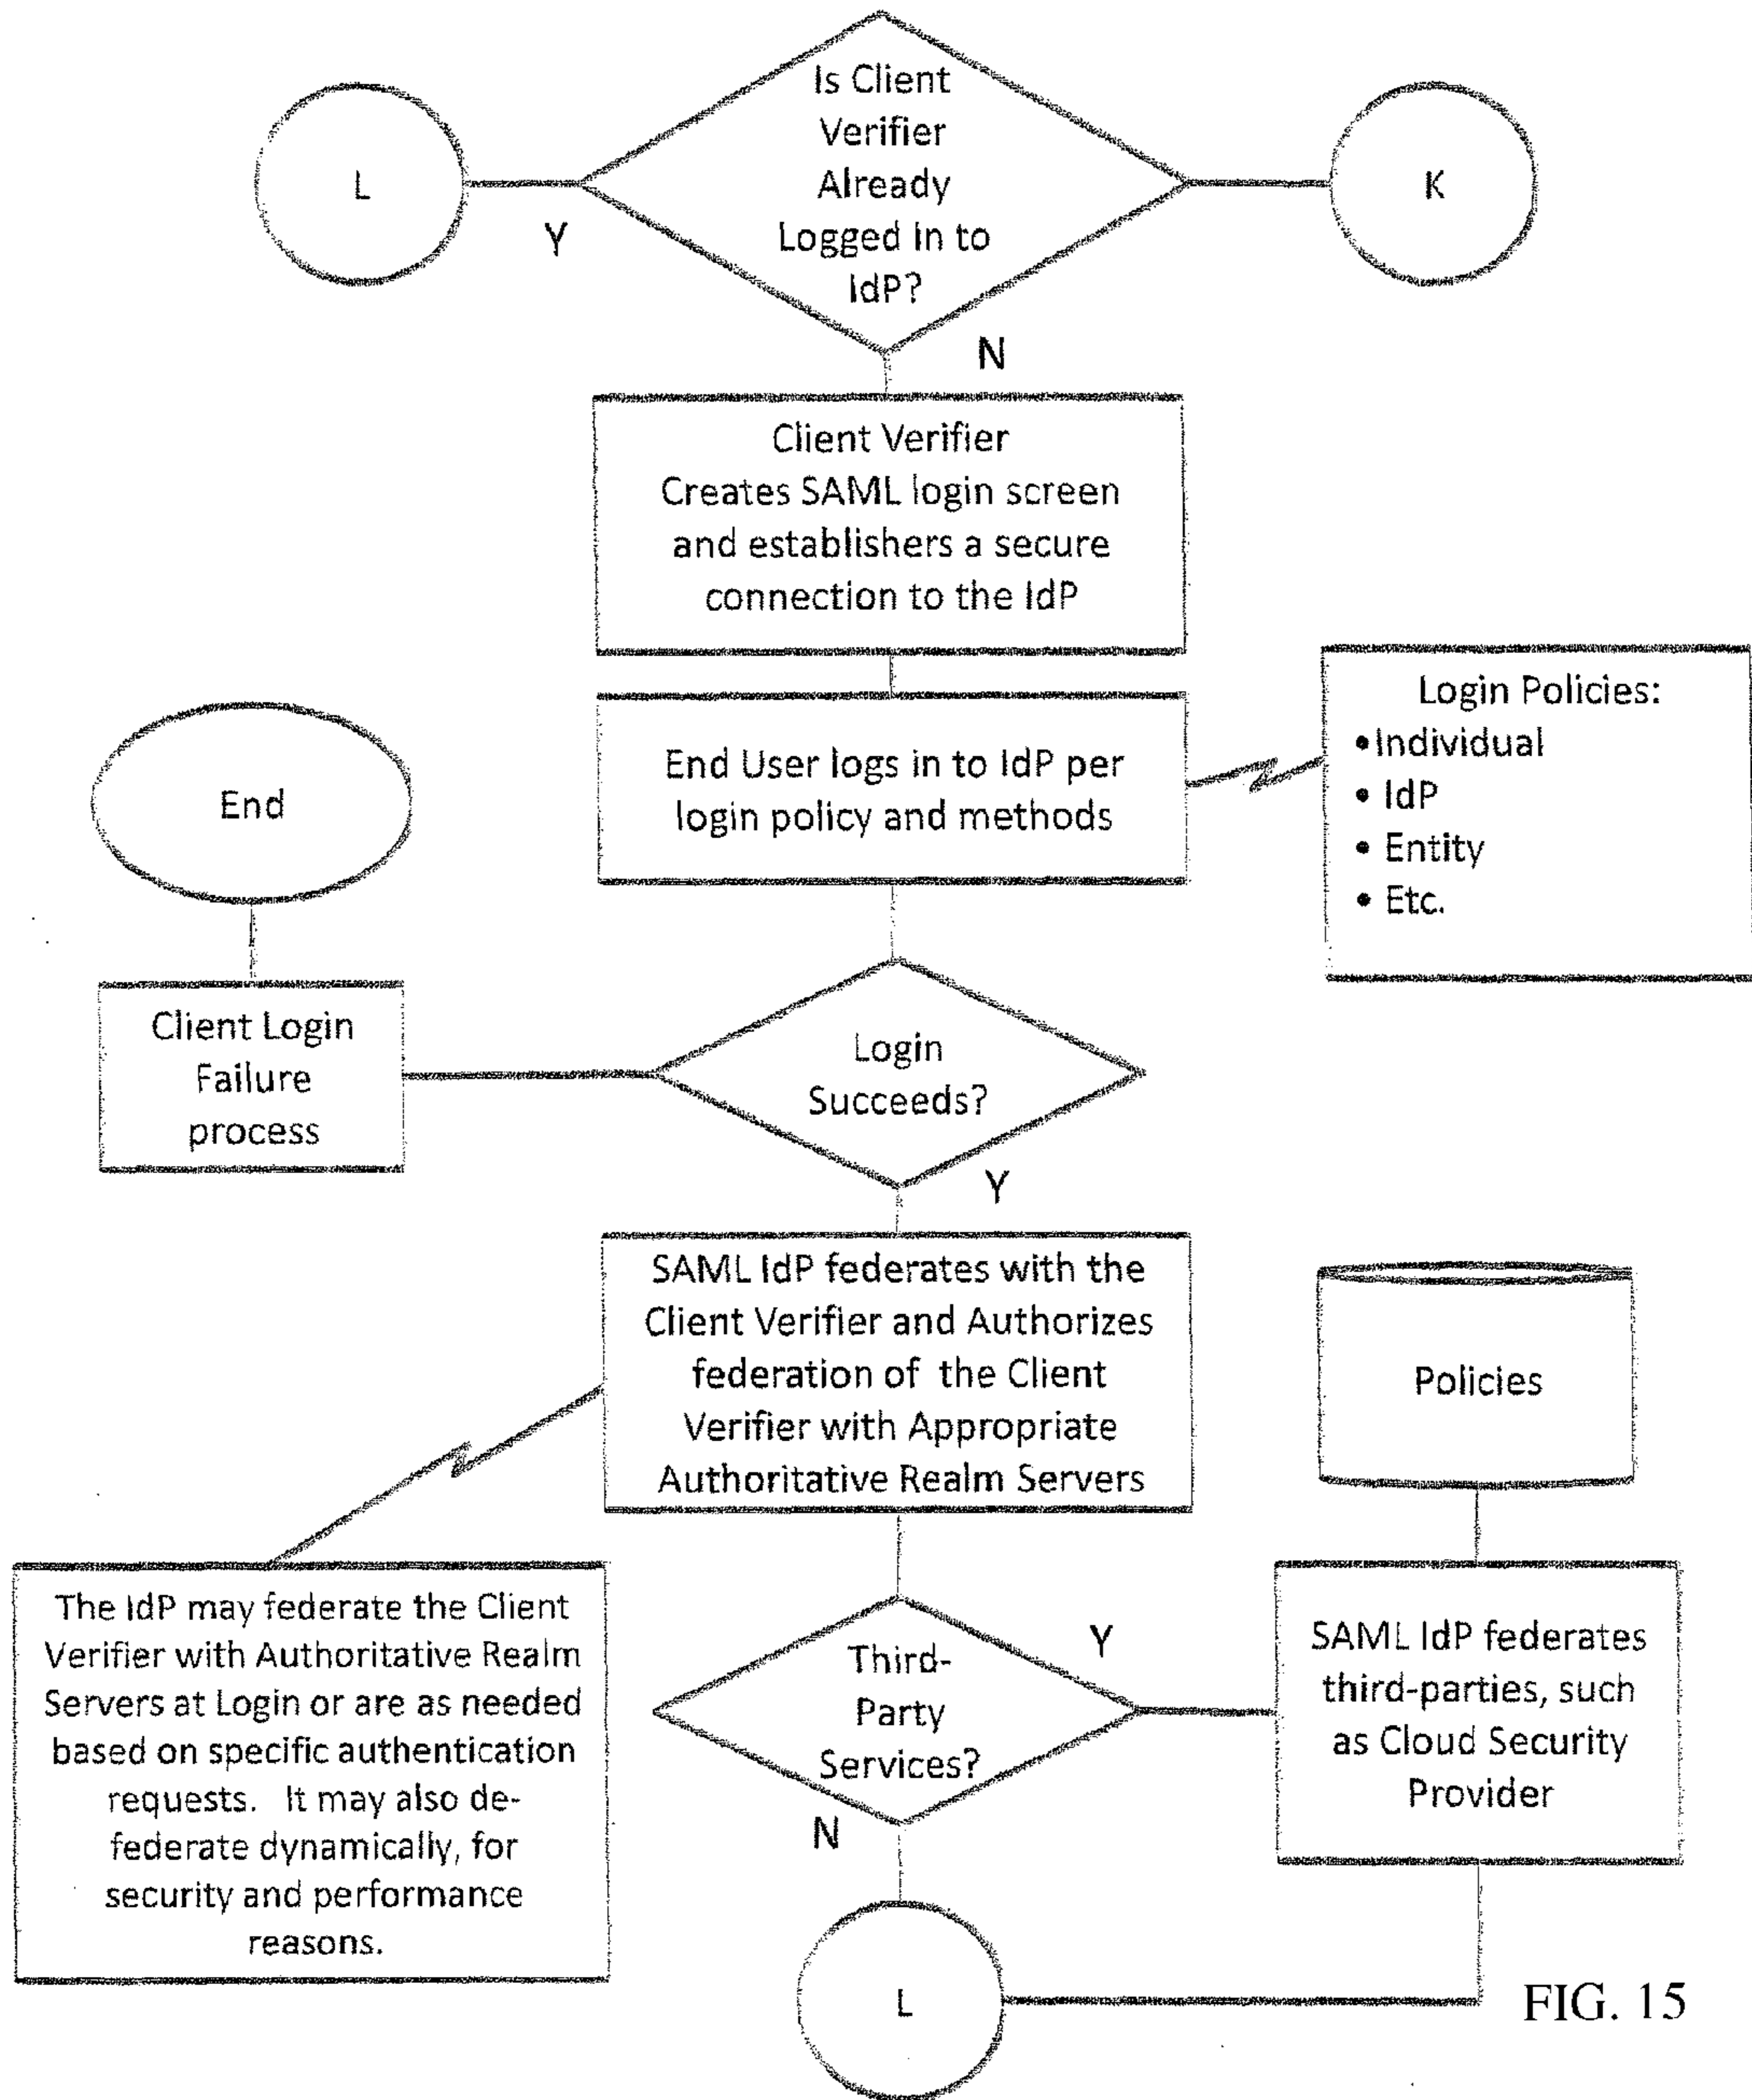 Is Client
Verifier
Already
Logged in to
IdP?
L
K
Y
N
Client Verifier
Creates SAML login screen
and establishers a secure
connection to the IdP
End User logs in to IdP per
login policy and methods
Login Policies:
•Individual
• IdP
• Entity
• Etc.
End
Client Login
Failure
process
Login
Succeeds?
Y
SAML IdP federates with the
Client Verifier and Authorizes
federation of the Client
Verifier with Appropriate
Authoritative Realm Servers
Policies
The IdP may federate the Client
Verifier with Authoritative Realm
Servers at Login or are as needed
based on specific authentication
requests. It may also de-
federate dynamically, for
security and performance
reasons.
Third-
Party
Services?
Y
N
SAML IdP federates
third-parties, such
as Cloud Security
Provider
L
FIG. 15